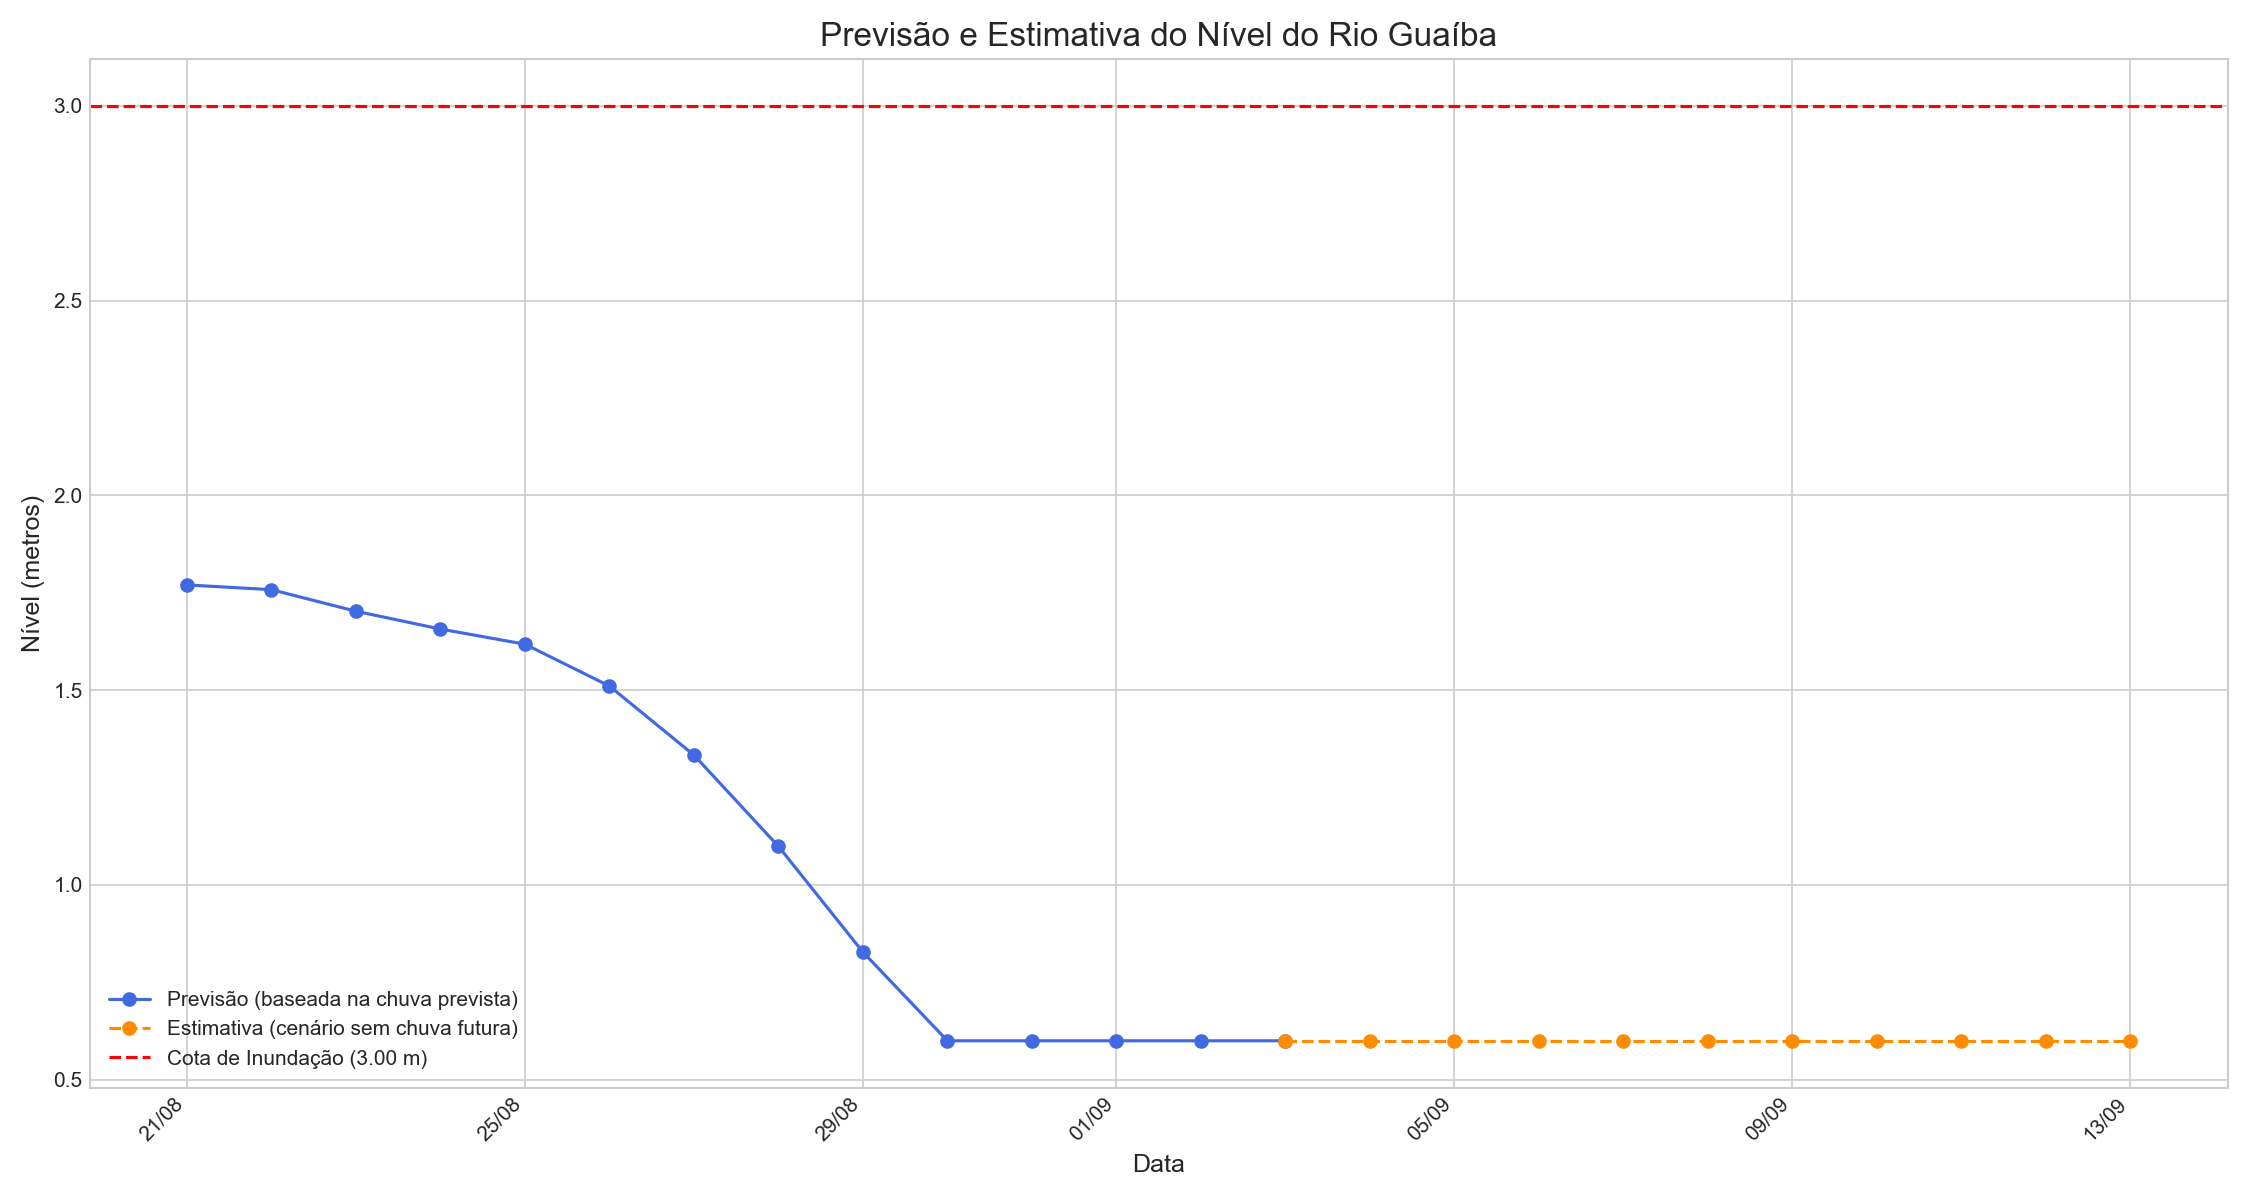 Previsão e Estimativa do Nível do Rio Guaíba
Nível (metros)
3.0
2.5
2.0
1.5
1.0
0.5
Previsão (baseada na chuva prevista)
Estimativa (cenário sem chuva futura)
Cota de Inundação (3.00 m)
21/08
25/08
29/08
01/09
05/09
09/09
13/09
Data